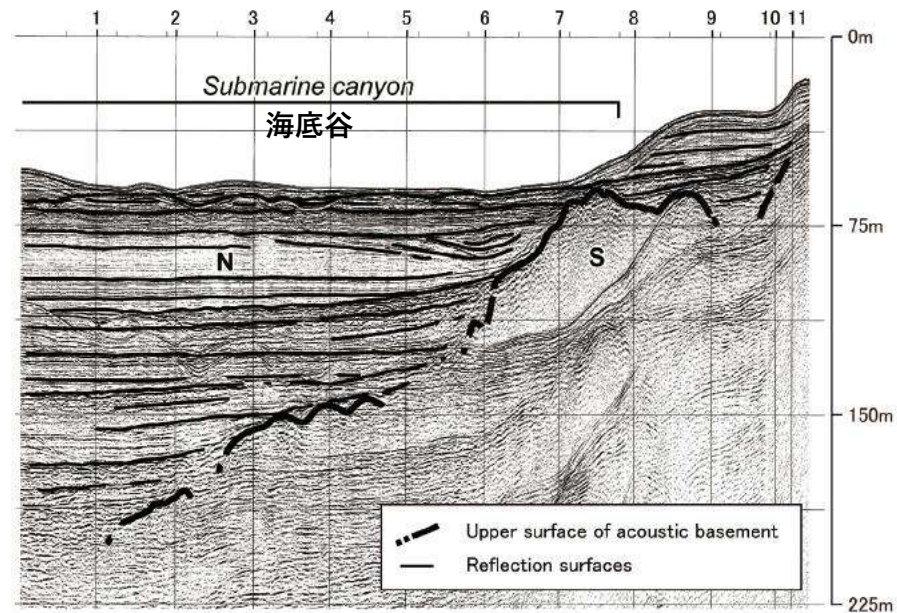 1 2 3 4 5 6 7 8 9 10 11
0m
Submarine canyon
海底谷
75m
N
S
150m
Upper surface of acoustic basement
Reflection surfaces
225m